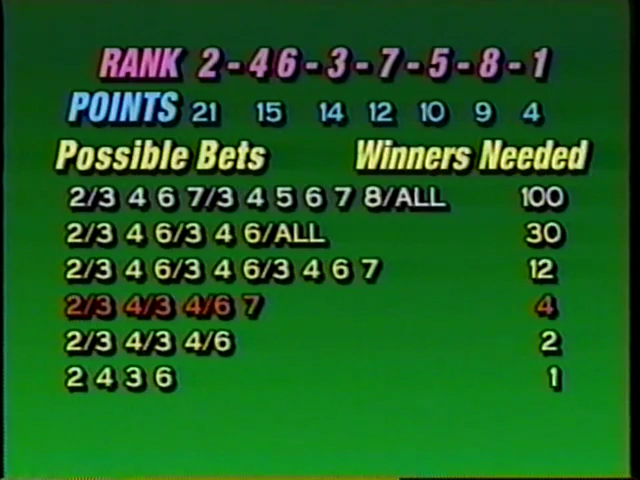 RANK 2 - 4 6 - 3 - 7 - 5 - 8 - 1
POINTS 21 15 14 12 10 9 4
Possible Bets Winners Needed
2/3 4 6 7/3 4 5 6 7 8/ALL 100
2/3 4 6/3 4 6/ALL 30
2/3 4 6/3 4 6/3 4 6 7 12
2/3 4/3 4/6 7 4
2/3 4/3 4/6 2
2 4 3 6 1